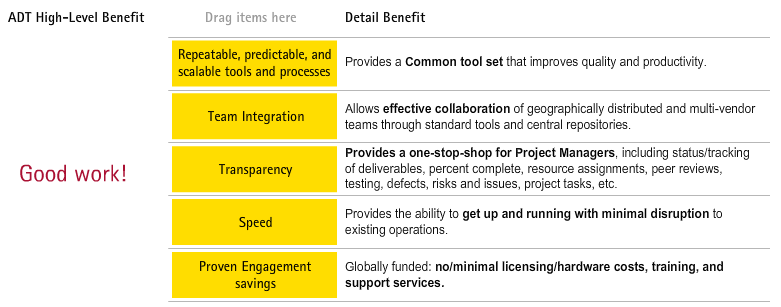 ADT High-Level Benefit
Drag items here
Detail Benefit
Repeatable, predictable, and
scalable tools and processes
Provides a Common tool set that improves quality and productivity.
Team Integration
Allows effective collaboration of geographically distributed and multi-vendor
teams through standard tools and central repositories.
Good work!
Transparency
Provides a one-stop-shop for Project Managers, including status/tracking
of deliverables, percent complete, resource assignments, peer reviews,
testing, defects, risks and issues, project tasks, etc.
Speed
Provides the ability to get up and running with minimal disruption to
existing operations.
Proven Engagement
savings
Globally funded: no/minimal licensing/hardware costs, training, and
support services.